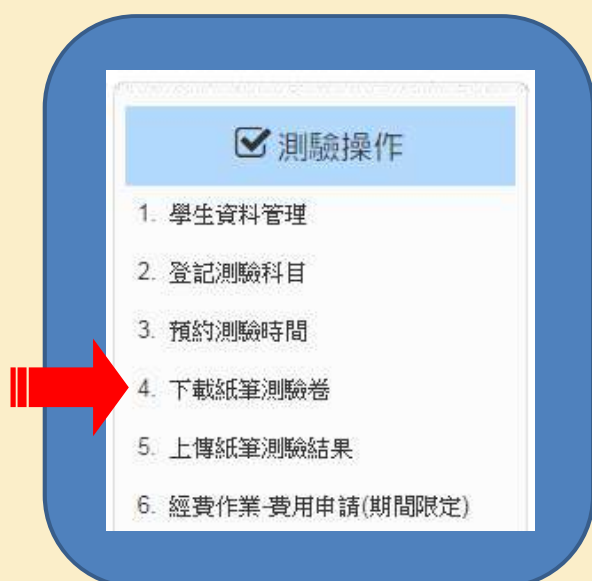 測驗操作
1. 學生資料管理
2. 登記測驗科目
3. 預約測驗時間
4. 下載紙筆測驗卷
5. 上傳紙筆測驗結果
6. 經費作業-費用申請(期間限定)